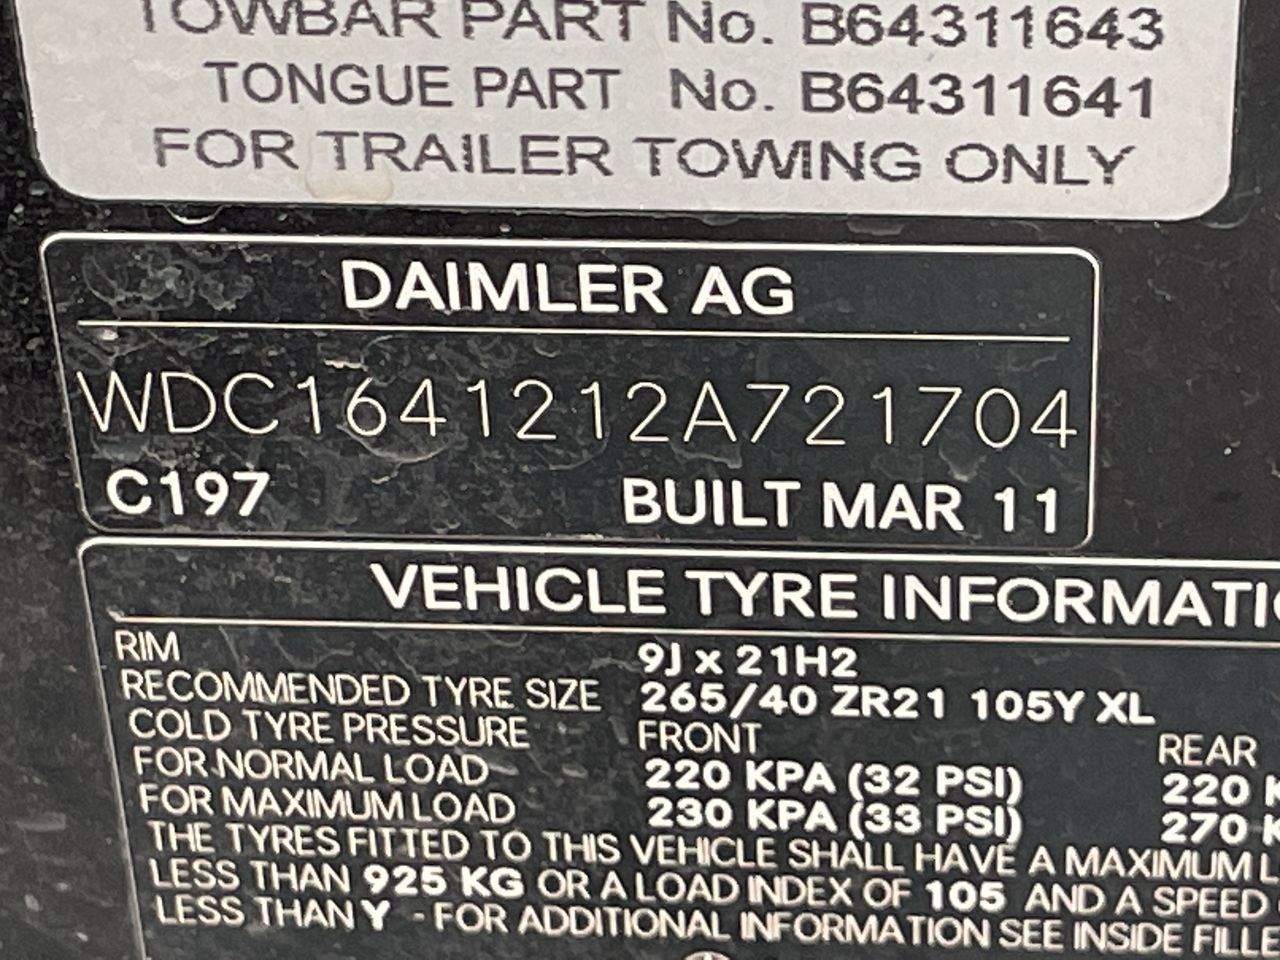 TOWBAR PART No. B64311643
TONGUE PART No. B64311641
FOR TRAILER TOWING ONLY
DAIMLER AG
WDC1641212A721704
C197 BUILT MAR 11
VEHICLE TYRE INFORMATIO
RIM 9J x 21H2
RECOMMENDED TYRE SIZE 265/40 ZR21 105Y XL
COLD TYRE PRESSURE FRONT REAR
FOR NORMAL LOAD 220 KPA (32 PSI) 220 K
FOR MAXIMUM LOAD 230 KPA (33 PSI) 270 K
THE TYRES FITTED TO THIS VEHICLE SHALL HAVE A MAXIMUM L
LESS THAN 925 KG OR A LOAD INDEX OF 105 AND A SPEED
LESS THAN Y - FOR ADDITIONAL INFORMATION SEE INSIDE FILLE